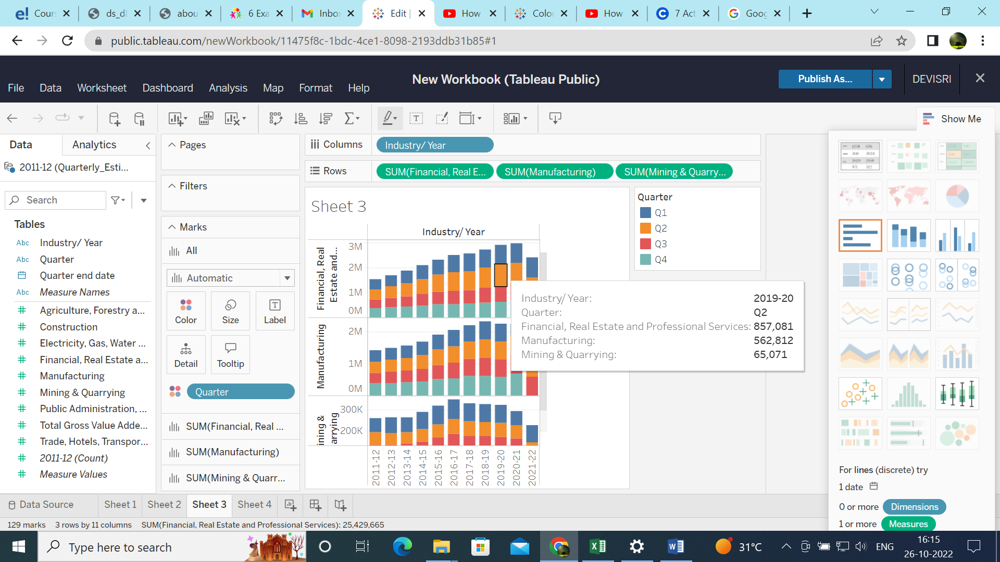 Cours
ds_d8
abou
6 Exa
Inbox
Edit |
How
Color
How
7 Act
Goog
public.tableau.com/newWorkbook/11475f8c-1bdc-4ce1-8098-2193ddb31b85#1
New Workbook (Tableau Public)
Publish As...
DEVISRI
File Data Worksheet Dashboard Analysis Map Format Help
Show Me
Data
Analytics
2011-12 (Quarterly_Esti...
Search
Tables
Abc Industry/ Year
Abc Quarter
Quarter end date
Abc Measure Names
Agriculture, Forestry a...
Construction
Electricity, Gas, Water ...
Financial, Real Estate a...
Manufacturing
Mining & Quarrying
Public Administration, ...
Total Gross Value Adde...
Trade, Hotels, Transpor...
2011-12 (Count)
Measure Values
Pages
Filters
Marks
All
Automatic
Color
Size
Label
Detail
Tooltip
Quarter
SUM(Financial, Real ...
SUM(Manufacturing)
SUM(Mining & Quarr...
Columns
Industry/ Year
Rows
SUM(Financial, Real E...
SUM(Manufacturing)
SUM(Mining & Quarry...
Sheet 3
Industry/ Year
Financial, Real
Estate and...
3M
2M
1M
0M
Manufacturing
2M
1M
0M
ining &
arrying
300K
200K
2011-12
2012-13
2013-14
2014-15
2015-16
2016-17
2017-18
2018-19
2019-20
2020-21
2021-22
Quarter
Q1
Q2
Q3
Q4
Industry/ Year: 2019-20
Quarter: Q2
Financial, Real Estate and Professional Services: 857,081
Manufacturing: 562,812
Mining & Quarrying: 65,071
For lines (discrete) try
1 date
0 or more Dimensions
1 or more Measures
Data Source
Sheet 1
Sheet 2
Sheet 3
Sheet 4
129 marks 3 rows by 11 columns SUM(Financial, Real Estate and Professional Services): 25,429,665
Type here to search
31°C
ENG
16:15
26-10-2022